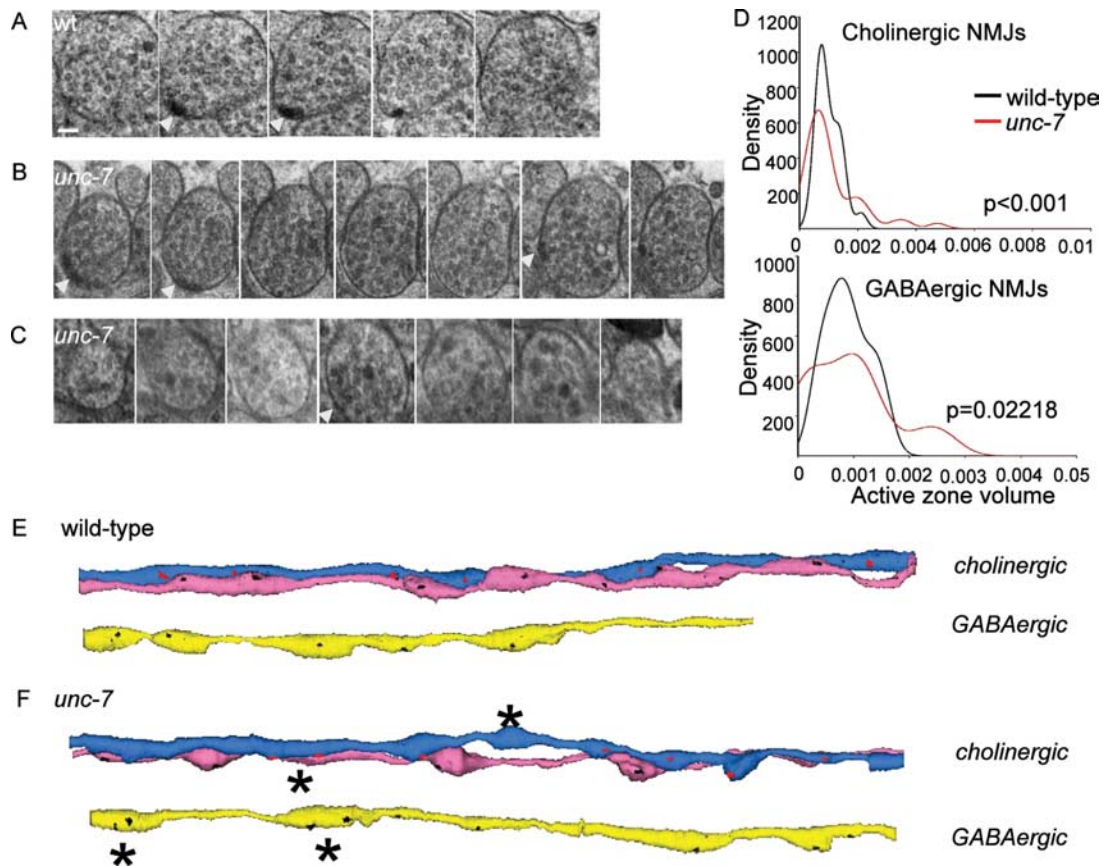 A
wt
B
unc-7
C
unc-7
D
1200
1000
800
600
400
200
Density
Cholinergic NMJs
wild-type
unc-7
p<0.001
0
0.002
0.004
0.006
0.008
0.01
1000
800
600
400
200
Density
GABAergic NMJs
p=0.02218
0
0.001
0.002
0.003
0.004
0.05
Active zone volume
E
wild-type
cholinergic
GABAergic
F
unc-7
*
cholinergic
*
GABAergic
*
*